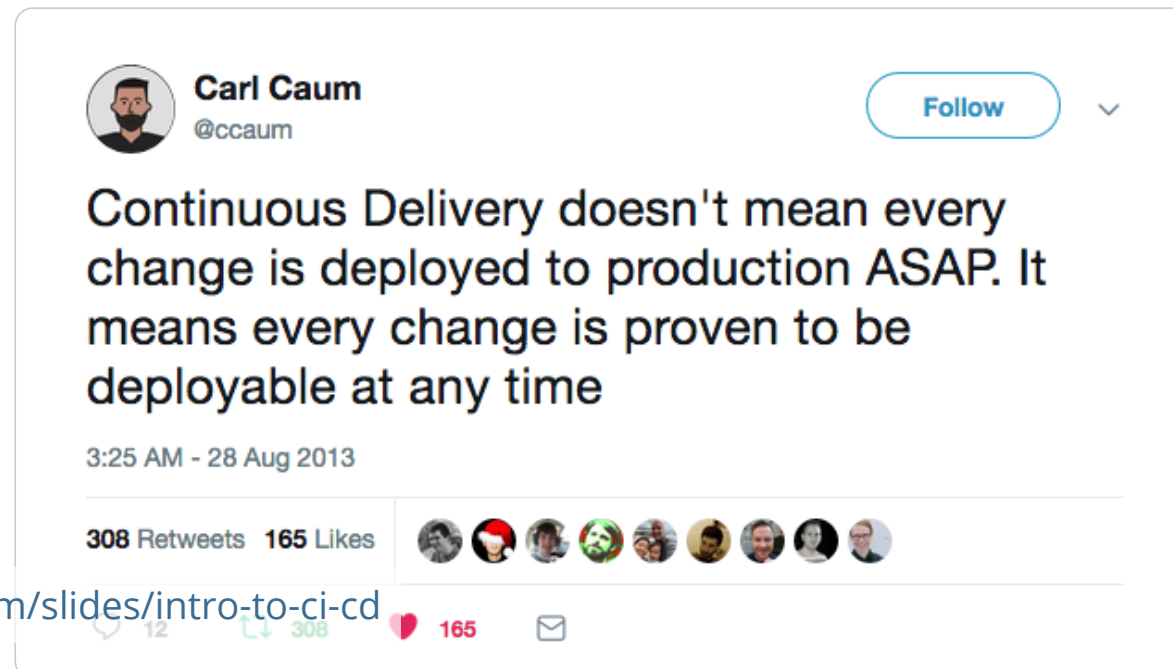 Carl Caum
@ccaum
Follow
Continuous Delivery doesn't mean every
change is deployed to production ASAP. It
means every change is proven to be
deployable at any time
3:25 AM - 28 Aug 2013
308 Retweets 165 Likes
m/slides/intro-to-ci-cd
12 308 165